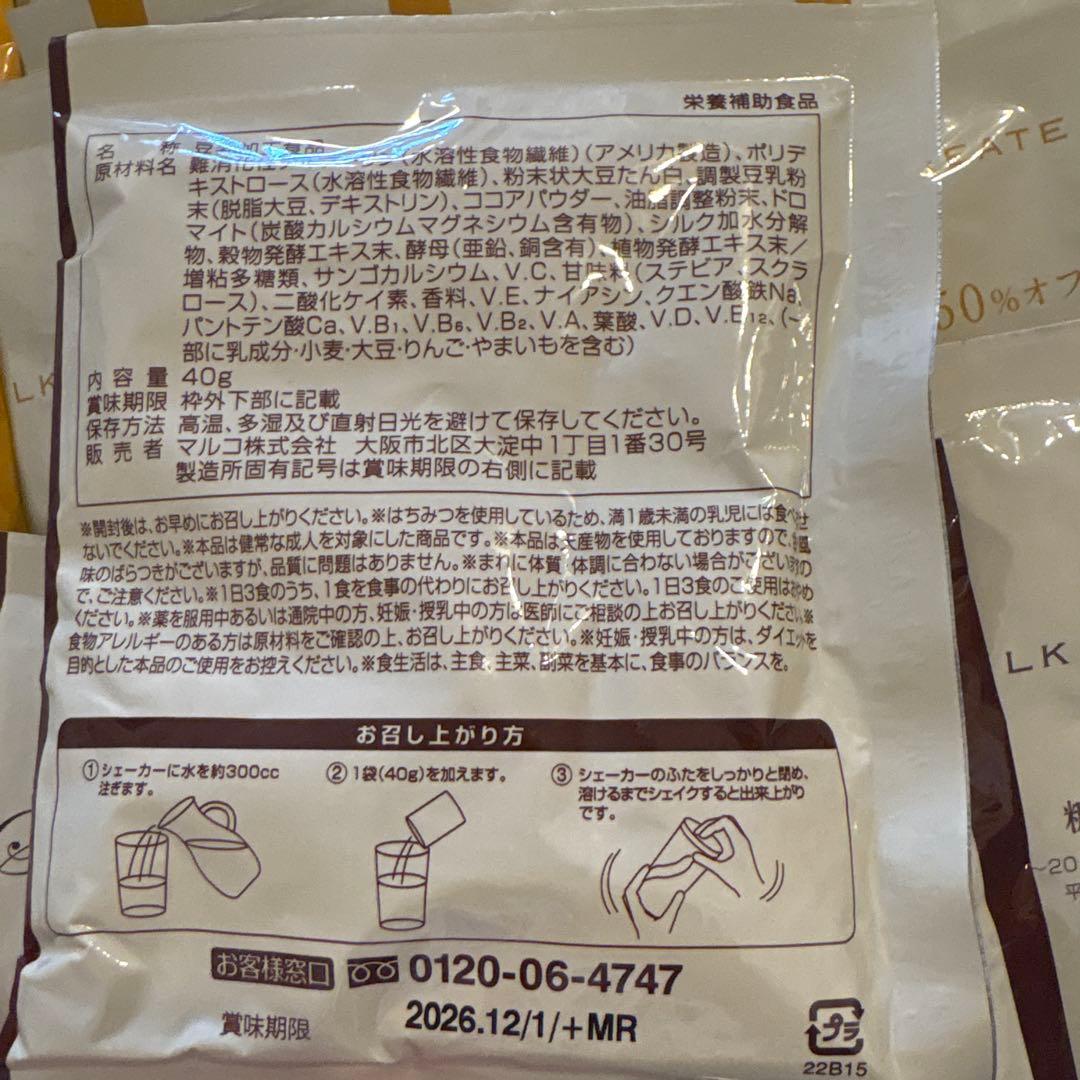 栄養補助食品
名 称
原材料名 (水溶性食物繊維)(アメリカ製造)、ポリデ
キストロース(水溶性食物繊維)、粉末状大豆たん白、調製豆乳粉
末(脱脂大豆、デキストリン)、ココアパウダー、油脂調整粉末、ドロ
マイト(炭酸カルシウムマグネシウム含有物)、シルク加水分解
物、穀物発酵エキス末、酵母(亜鉛、銅含有)、植物発酵エキス末/
増粘多糖類、サンゴカルシウム、V.C、甘味料(ステビア、スクラ
ロース)、二酸化ケイ素、香料、V.E、ナイアシン、クエン酸鉄Na、
パントテン酸Ca、V.B1、V.B6、V.B2、V.A、葉酸、V.D、V.B12、(一
部に乳成分・小麦・大豆・りんご・やまいもを含む)
内容量 40g
賞味期限 枠外下部に記載
保存方法 高温、多湿及び直射日光を避けて保存してください。
販売者 マルコ株式会社 大阪市北区大淀中1丁目1番30号
製造所固有記号は賞味期限の右側に記載
※開封後は、お早めにお召し上がりください。※はちみつを使用しているため、満1歳未満の乳児には食べさせ
ないでください。※本品は健常な成人を対象にした商品です。※本品は天産物を使用しておりますので、 風
味のばらつきがございますが、品質に問題はありません。※まれに体質、体調に合わない場合がございますの
で、ご注意ください。※1日3食のうち、1食を食事の代わりにお召し上がりください。1日3食のご使用はおやめ
ください。※薬を服用中あるいは通院中の方、妊娠・授乳中の方は医師にご相談の上お召し上がりください。※
食物アレルギーのある方は原材料をご確認の上、お召し上がりください。※妊娠・授乳中の方は、ダイエットを
目的とした本品のご使用をお控えください。※食生活は、主食、主菜、副菜を基本に、食事のバランスを。
お召し上がり方
① シェーカーに水を約300cc
注ぎます。
② 1袋(40g)を加えます。
③ シェーカーのふたをしっかりと閉め、
溶けるまでシェイクすると出来上がり
です。
お客様窓口 0120-06-4747
賞味期限 2026.12/1/+MR
プラ
22B15
EATE
50%オフ
LK
LK
~20
平